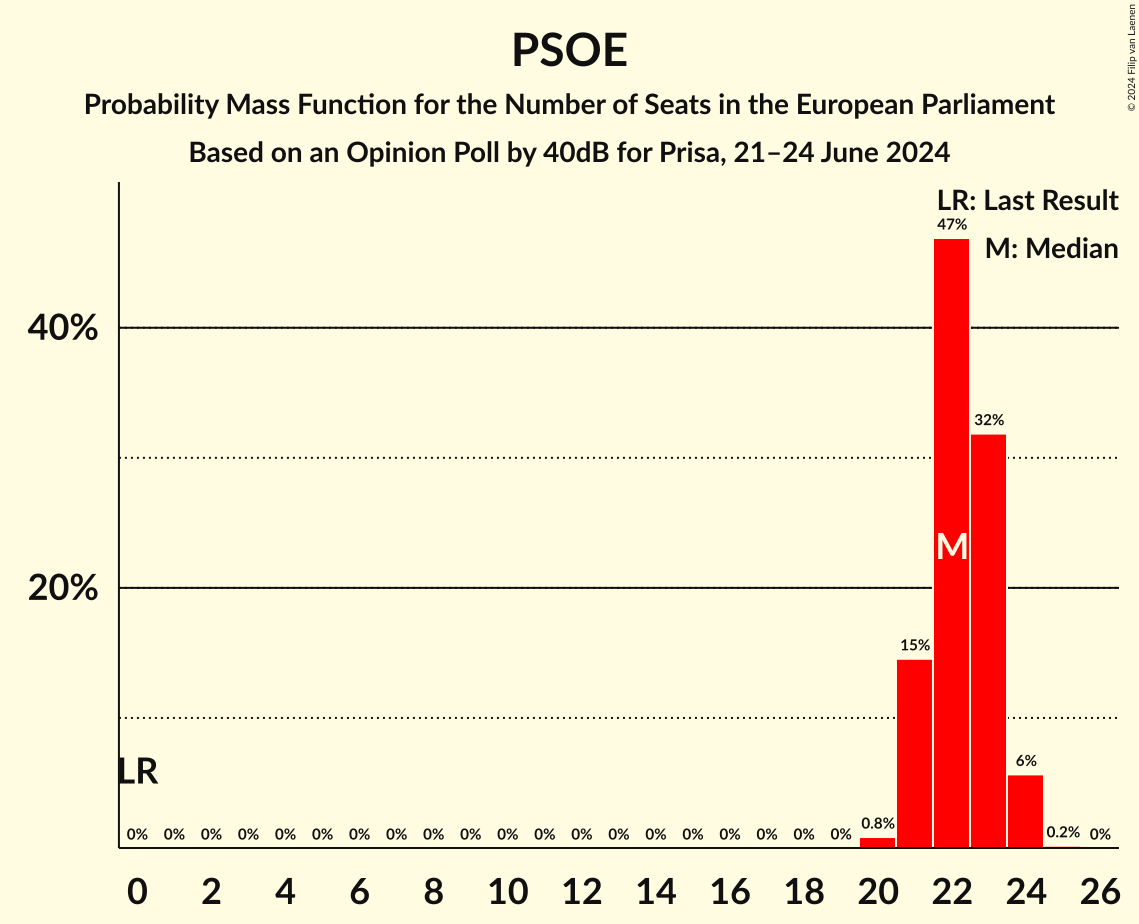 PSOE
Probability Mass Function for the Number of Seats in the European Parliament
Based on an Opinion Poll by 40dB for Prisa, 21–24 June 2024
© 2024 Filip van Laenen
LR: Last Result
M: Median
47%
40%
32%
M
20%
15%
LR
6%
0% 0% 0% 0% 0% 0% 0% 0% 0% 0% 0% 0% 0% 0% 0% 0% 0% 0% 0% 0% 0.8% 0.2% 0%
0 2 4 6 8 10 12 14 16 18 20 22 24 26